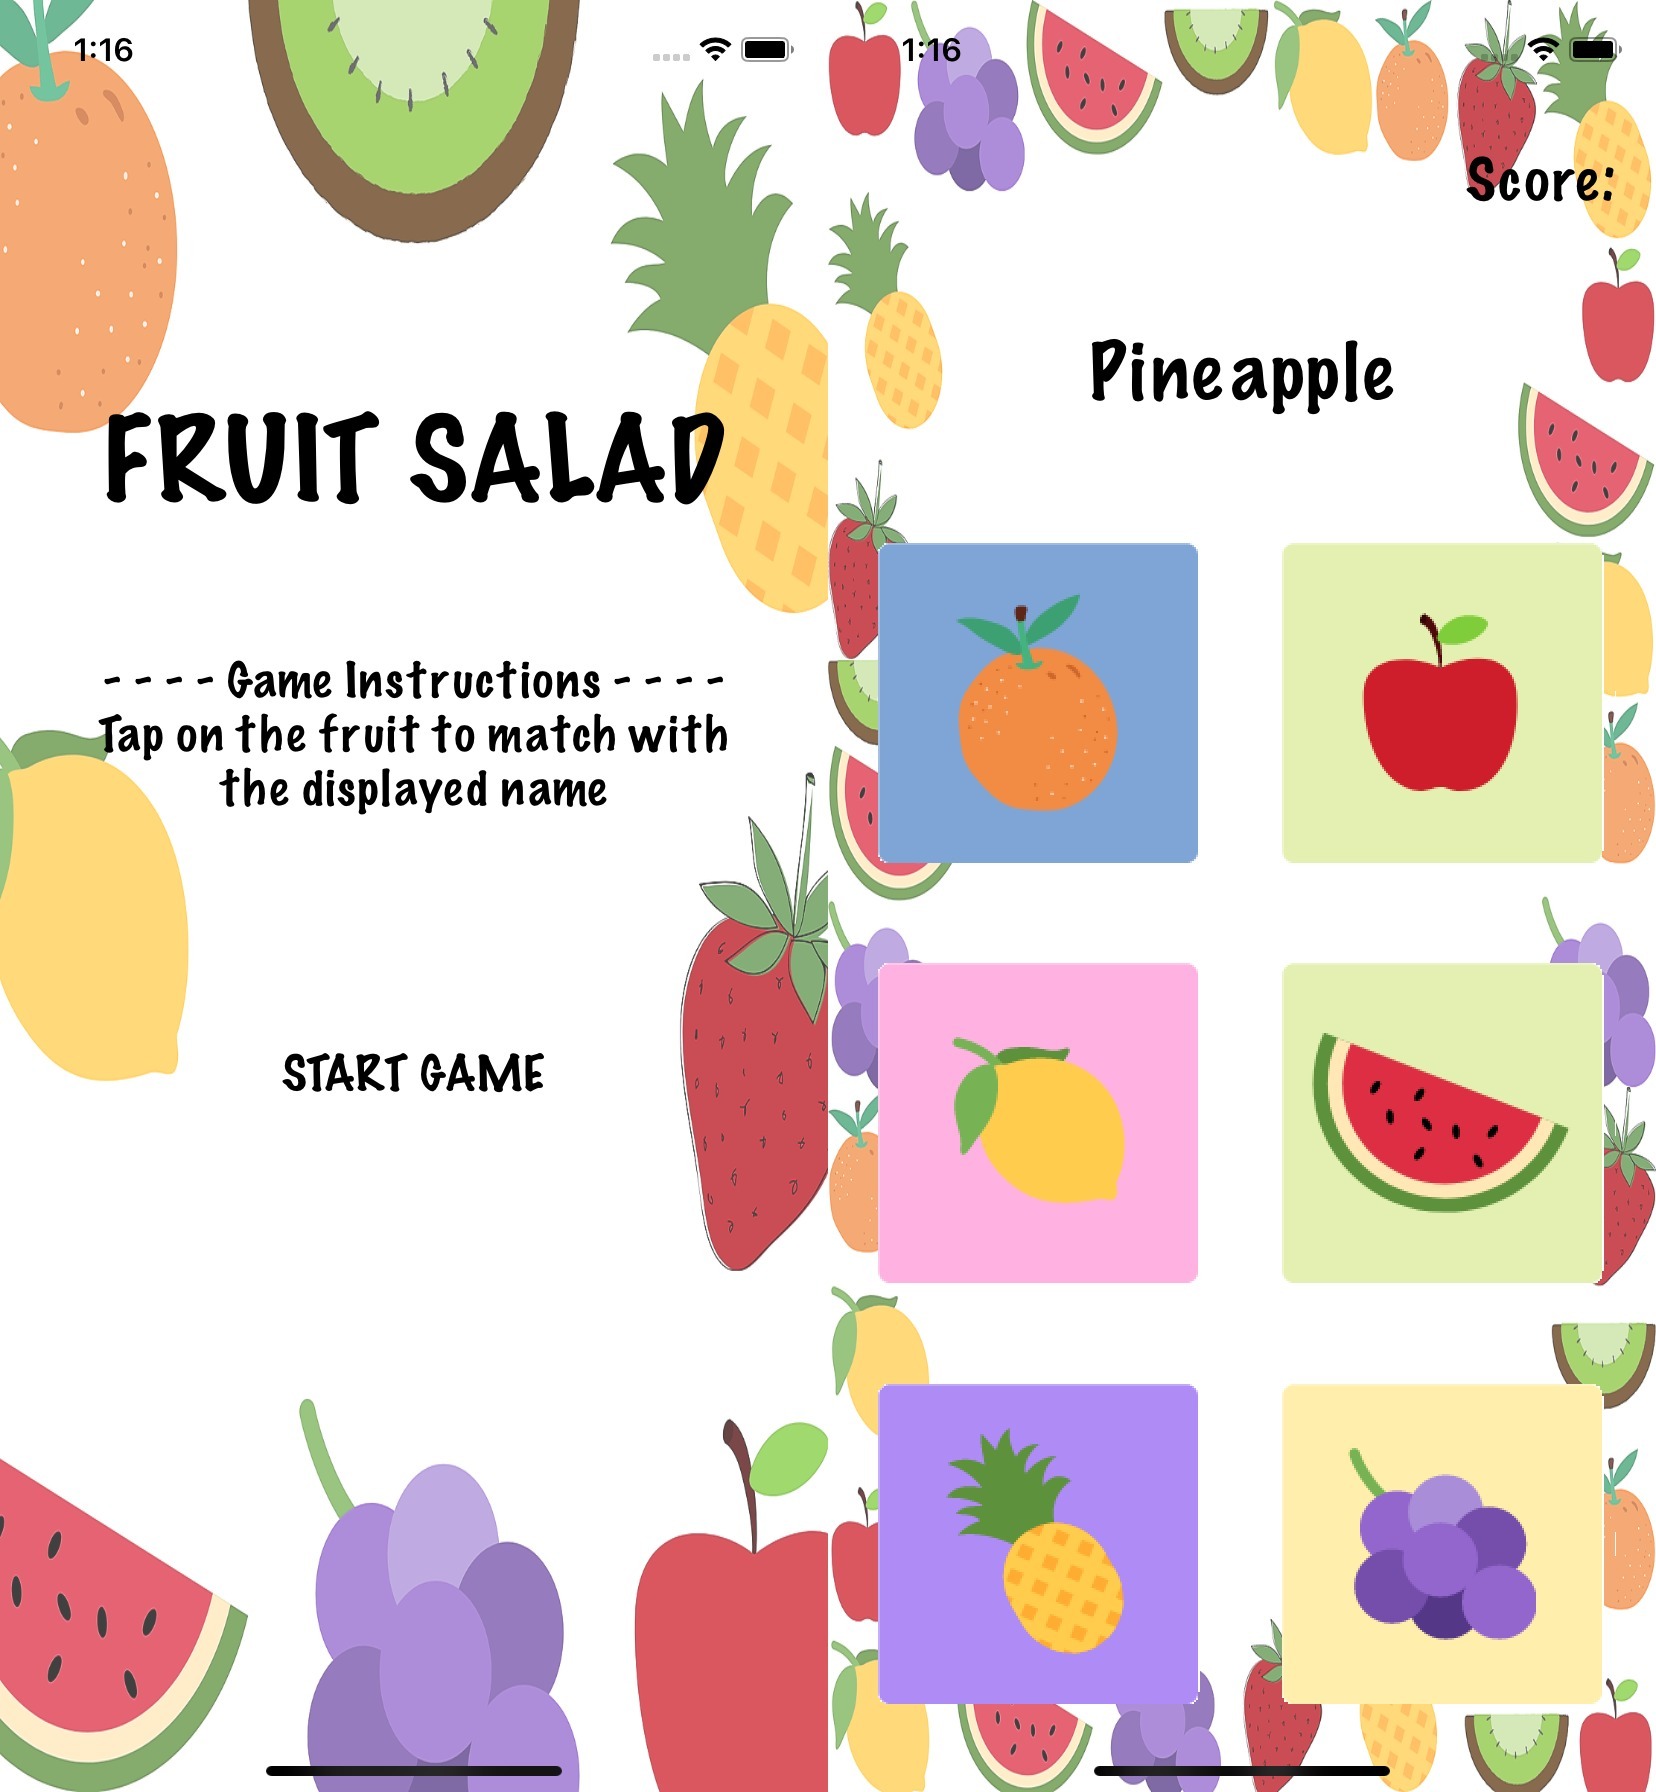 1:16
FRUIT SALAD
---- Game Instructions ----
Tap on the fruit to match with
the displayed name
START GAME
1:16
Score:
Pineapple